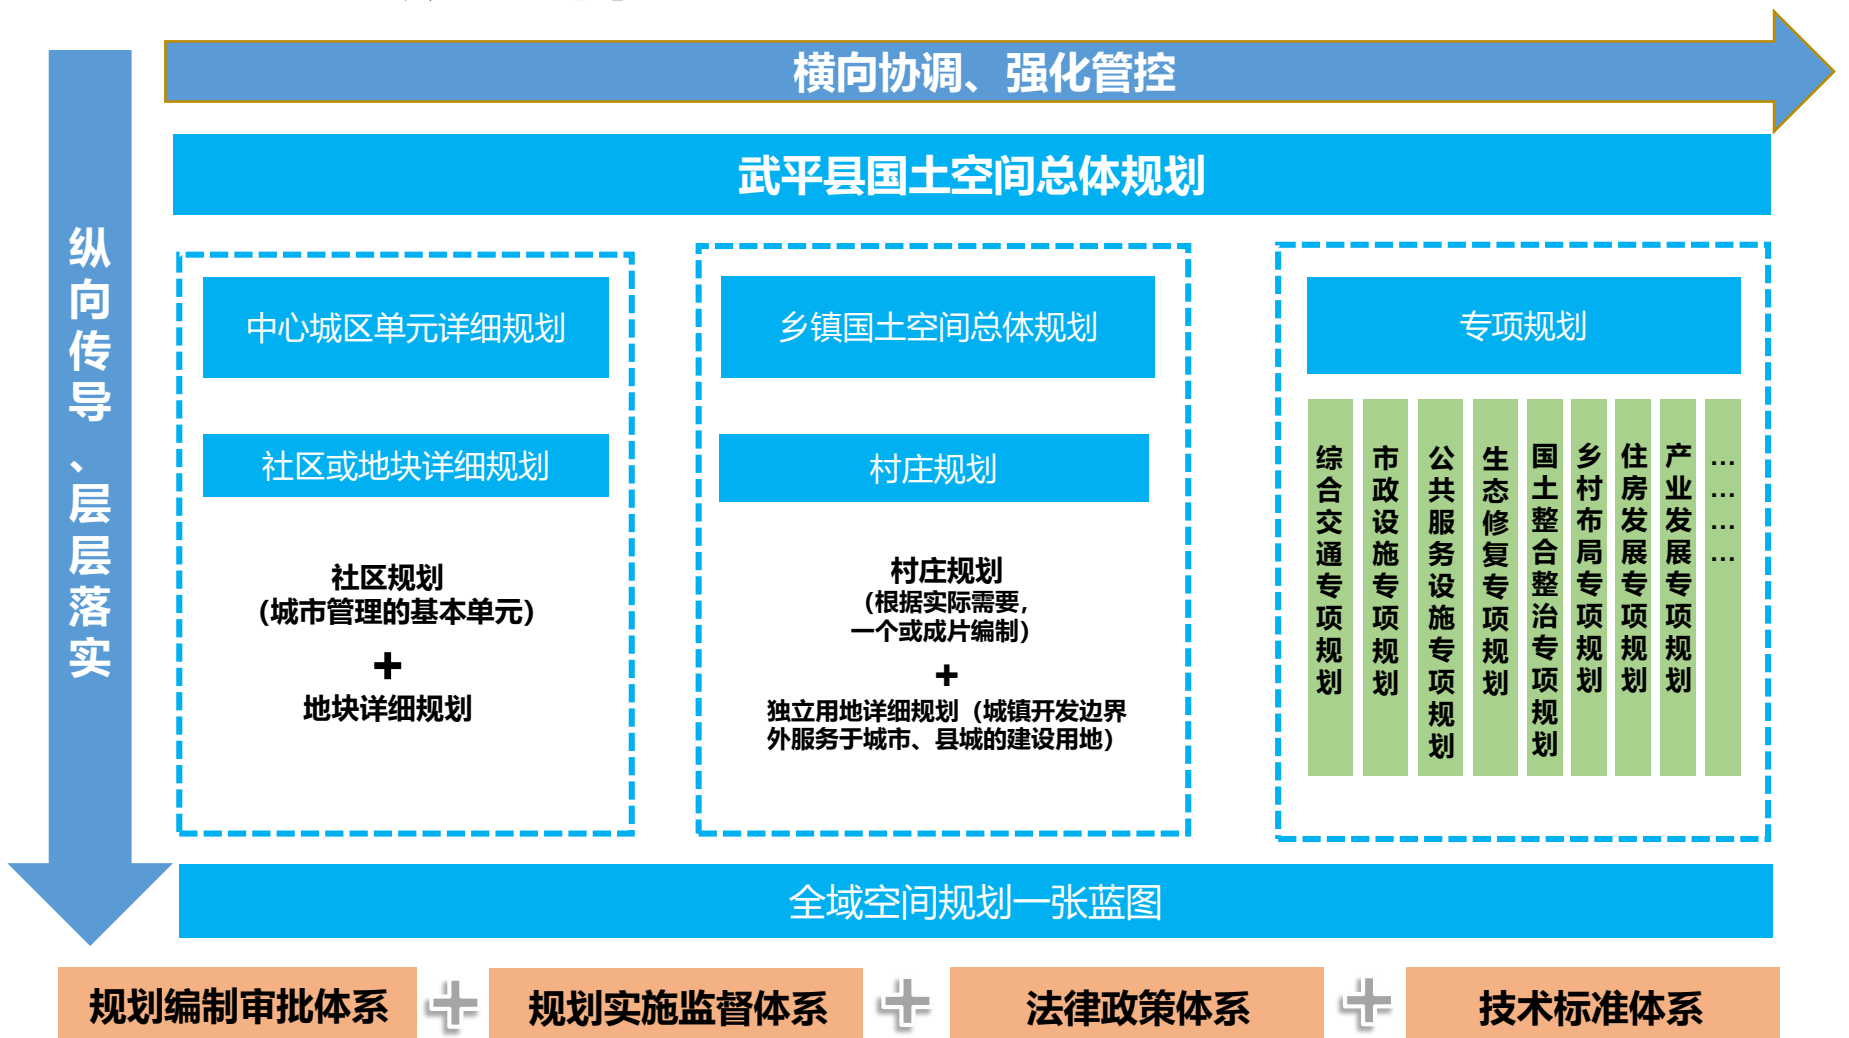 横向协调、强化管控
纵向传导、层层落实
武平县国土空间总体规划
中心城区单元详细规划
社区或地块详细规划
社区规划
（城市管理的基本单元）
+
地块详细规划
乡镇国土空间总体规划
村庄规划
村庄规划
（根据实际需要，
一个或成片编制）
+
独立用地详细规划（城镇开发边界
外服务于城市、县城的建设用地）
专项规划
综合交通专项规划
市政设施专项规划
公共服务设施专项规划
生态修复专项规划
国土整合整治专项规划
乡村布局专项规划
住房发展专项规划
产业发展专项规划
…………
全域空间规划一张蓝图
规划编制审批体系 + 规划实施监督体系 + 法律政策体系 + 技术标准体系